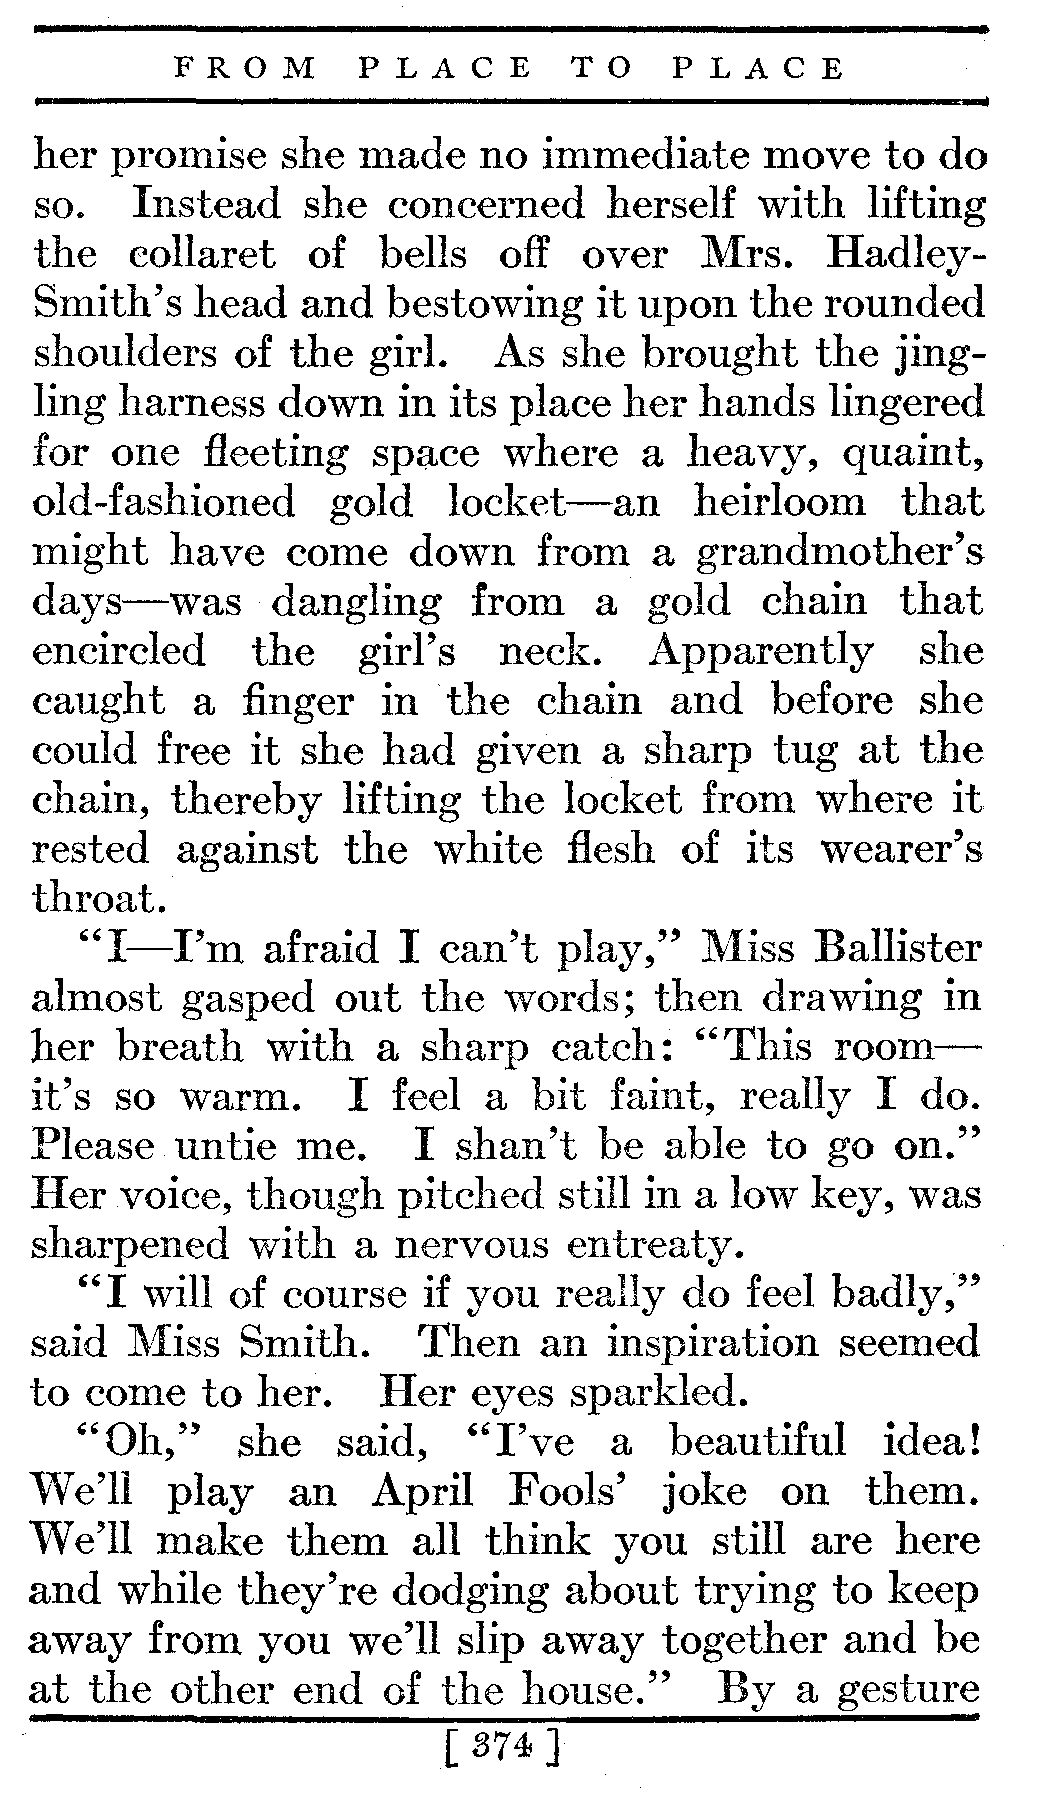 FROM PLACE TO PLACE
her promise she made no immediate move to do
so. Instead she concerned herself with lifting
the collaret of bells off over Mrs. Hadley-
Smith's head and bestowing it upon the rounded
shoulders of the girl. As she brought the jing-
ling harness down in its place her hands lingered
for one fleeting space where a heavy, quaint,
old-fashioned gold locket—an heirloom that
might have come down from a grandmother's
days—was dangling from a gold chain that
encircled the girl's neck. Apparently she
caught a finger in the chain and before she
could free it she had given a sharp tug at the
chain, thereby lifting the locket from where it
rested against the white flesh of its wearer's
throat.
“I—I'm afraid I can't play,” Miss Ballister
almost gasped out the words; then drawing in
her breath with a sharp catch: “This room—
it's so warm. I feel a bit faint, really I do.
Please untie me. I shan't be able to go on.”
Her voice, though pitched still in a low key, was
sharpened with a nervous entreaty.
“I will of course if you really do feel badly,”
said Miss Smith. Then an inspiration seemed
to come to her. Her eyes sparkled.
“Oh,” she said, “I've a beautiful idea!
We'll play an April Fools' joke on them.
We'll make them all think you still are here
and while they're dodging about trying to keep
away from you we'll slip away together and be
at the other end of the house.” By a gesture
[ 374 ]